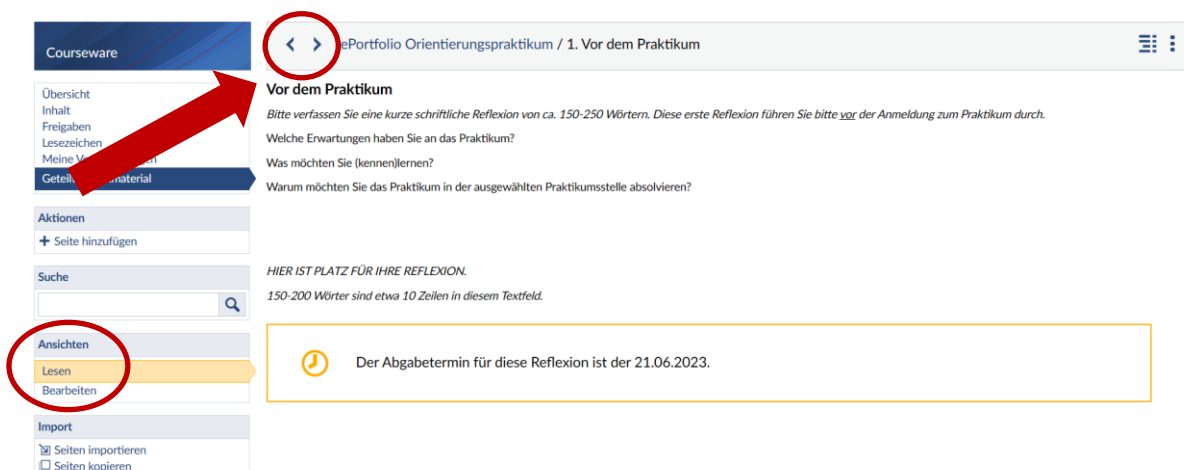 Courseware
ePortfolio Orientierungspraktikum / 1. Vor dem Praktikum
Übersicht
Inhalt
Freigaben
Lesezeichen
Meine
Aktionen
Seite hinzufügen
Suche
Ansichten
Lesen
Bearbeiten
Import
Seiten importieren
Seiten kopieren
Vor dem Praktikum
Bitte verfassen Sie eine kurze schriftliche Reflexion von ca. 150-250 Wörtern. Diese erste Reflexion führen Sie bitte vor der Anmeldung zum Praktikum durch.
Welche Erwartungen haben Sie an das Praktikum?
Was möchten Sie (kennen)lernen?
Warum möchten Sie das Praktikum in der ausgewählten Praktikumsstelle absolvieren?
HIER IST PLATZ FÜR IHRE REFLEXION.
150-200 Wörter sind etwa 10 Zeilen in diesem Textfeld.
Der Abgabetermin für diese Reflexion ist der 21.06.2023.